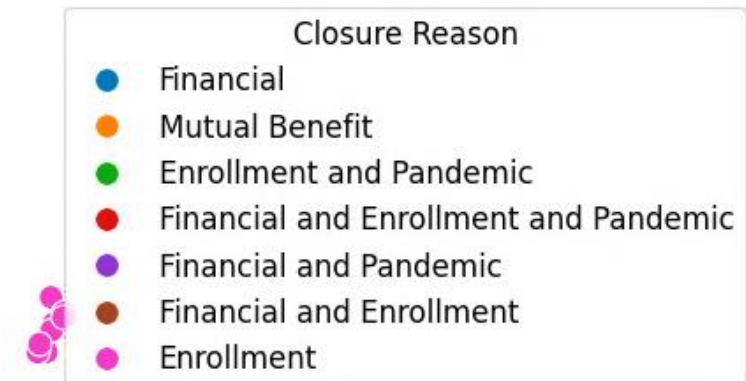 Closure Reason
Financial
Mutual Benefit
Enrollment and Pandemic
Financial and Enrollment and Pandemic
Financial and Pandemic
Financial and Enrollment
Enrollment